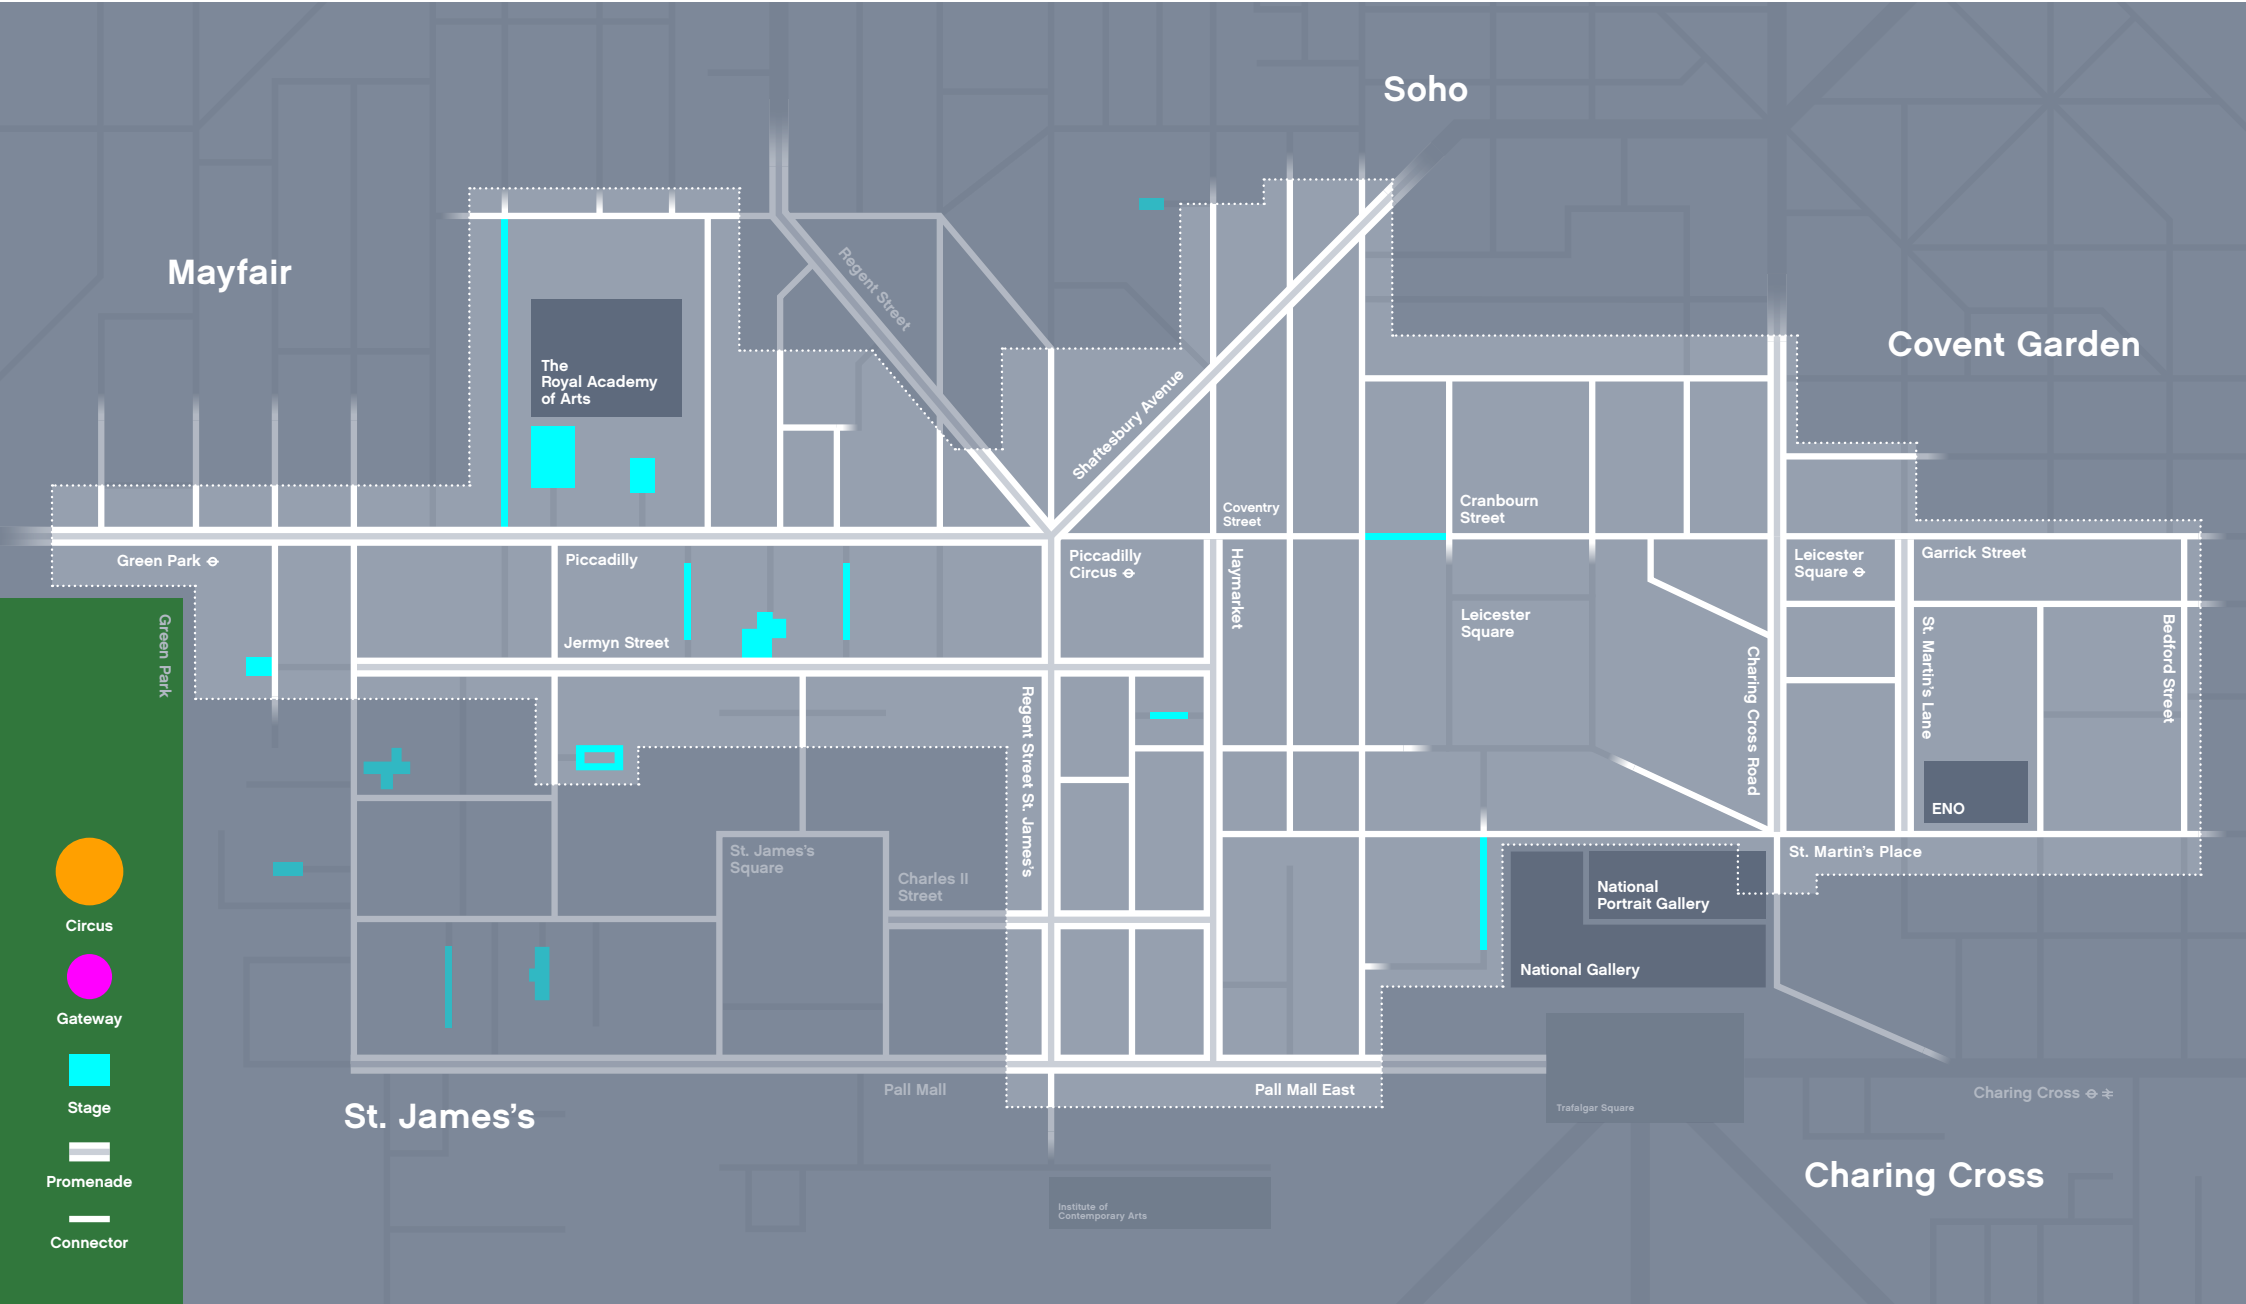 Soho
Mayfair
Regent Street
Covent Garden
The
Royal Academy
of Arts
Shaftesbury Avenue
Coventry
Street
Cranbourn
Street
Green Park
Piccadilly
Piccadilly
Circus
Haymarket
Leicester
Square
Garrick Street
Green Park
Jermyn Street
Leicester
Square
St. Martin's Lane
Bedford Street
Charing Cross Road
Regent Street St. James's
ENO
St. James's
Square
Charles II
Street
St. Martin's Place
National
Portrait Gallery
National Gallery
Circus
Gateway
Stage
Promenade
Connector
Pall Mall
Pall Mall East
Trafalgar Square
Charing Cross
St. James's
Charing Cross
Institute of
Contemporary Arts